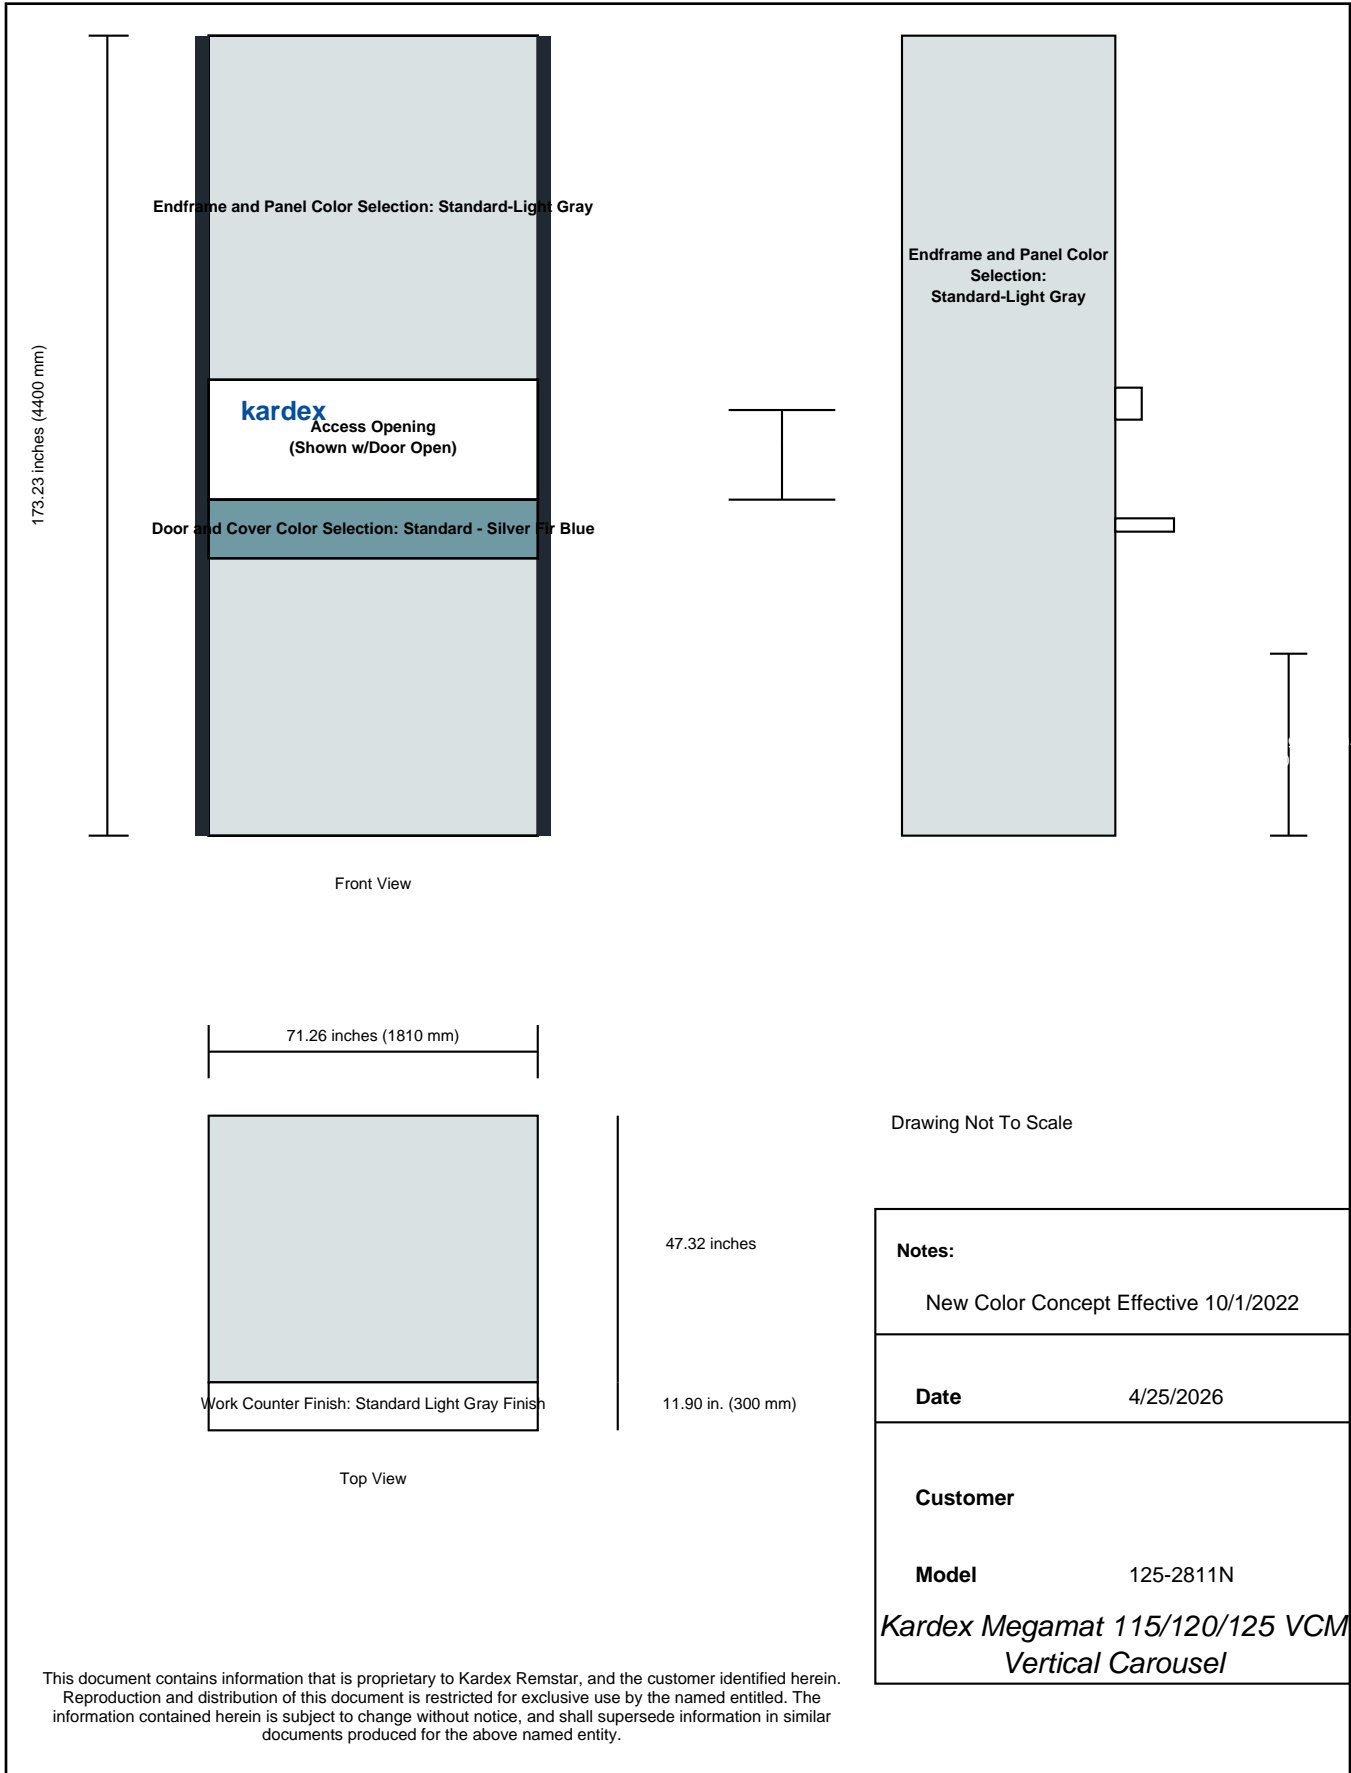 Endframe and Panel Color Selection: Standard-Light Gray
Endframe and Panel Color
Selection:
Standard-Light Gray
173.23 inches (4400 mm)
kardex
Access Opening
(Shown w/Door Open)
Door and Cover Color Selection: Standard - Silver Fir Blue
Front View
71.26 inches (1810 mm)
47.32 inches
Work Counter Finish: Standard Light Gray Finish
11.90 in. (300 mm)
Top View
Drawing Not To Scale
Notes:
New Color Concept Effective 10/1/2022
Date 4/25/2026
Customer
Model 125-2811N
Kardex Megamat 115/120/125 VCM
Vertical Carousel
This document contains information that is proprietary to Kardex Remstar, and the customer identified herein.
Reproduction and distribution of this document is restricted for exclusive use by the named entitled. The
information contained herein is subject to change without notice, and shall supersede information in similar
documents produced for the above named entity.